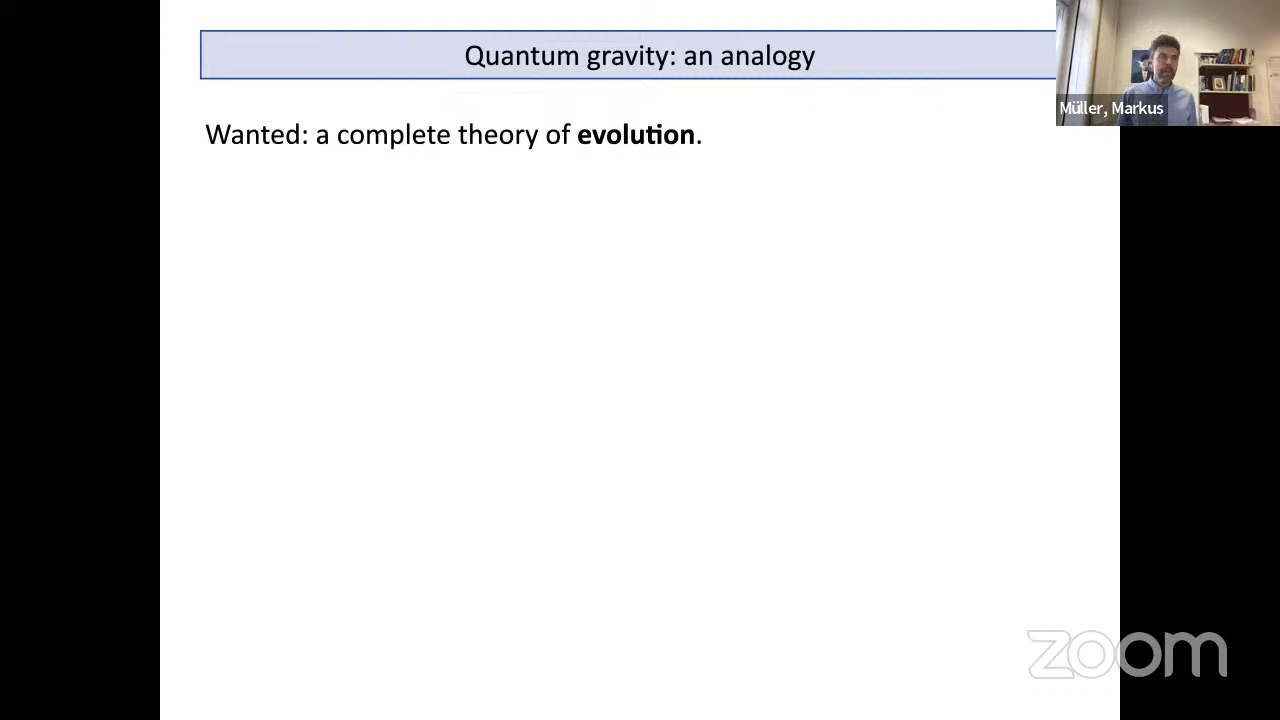 Quantum gravity: an analogy
Müller, Markus
Wanted: a complete theory of evolution.
zoom